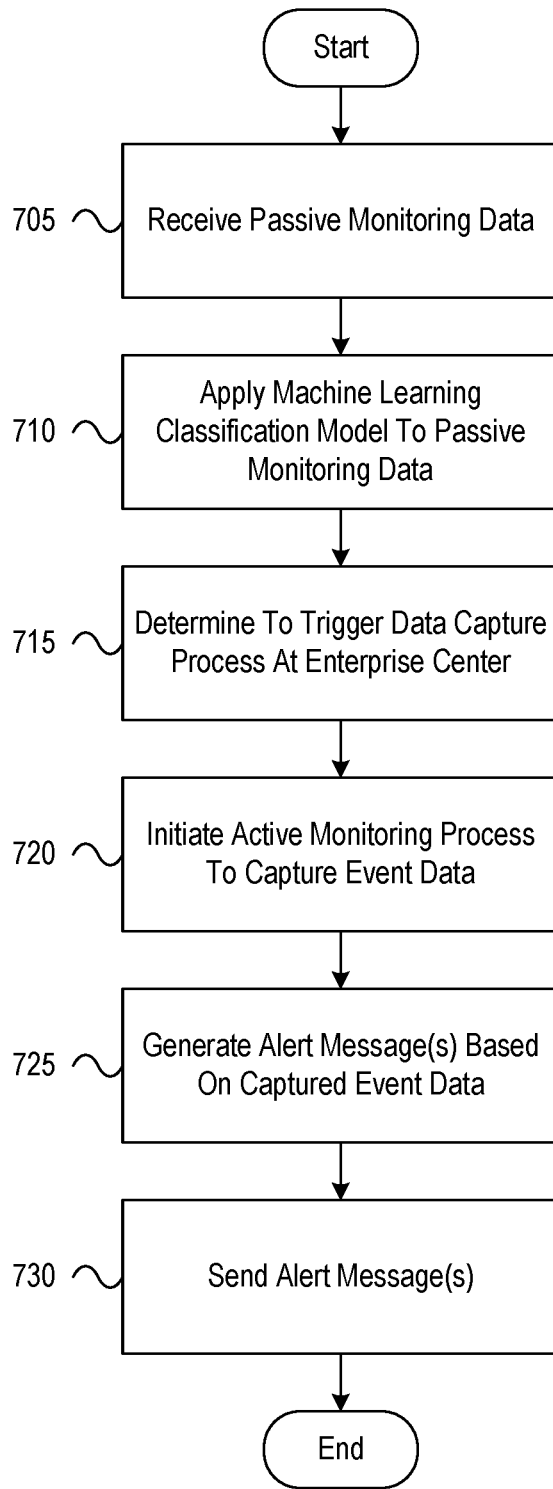 Start
705
Receive Passive Monitoring Data
710
Apply Machine Learning
Classification Model To Passive
Monitoring Data
715
Determine To Trigger Data Capture
Process At Enterprise Center
720
Initiate Active Monitoring Process
To Capture Event Data
725
Generate Alert Message(s) Based
On Captured Event Data
730
Send Alert Message(s)
End